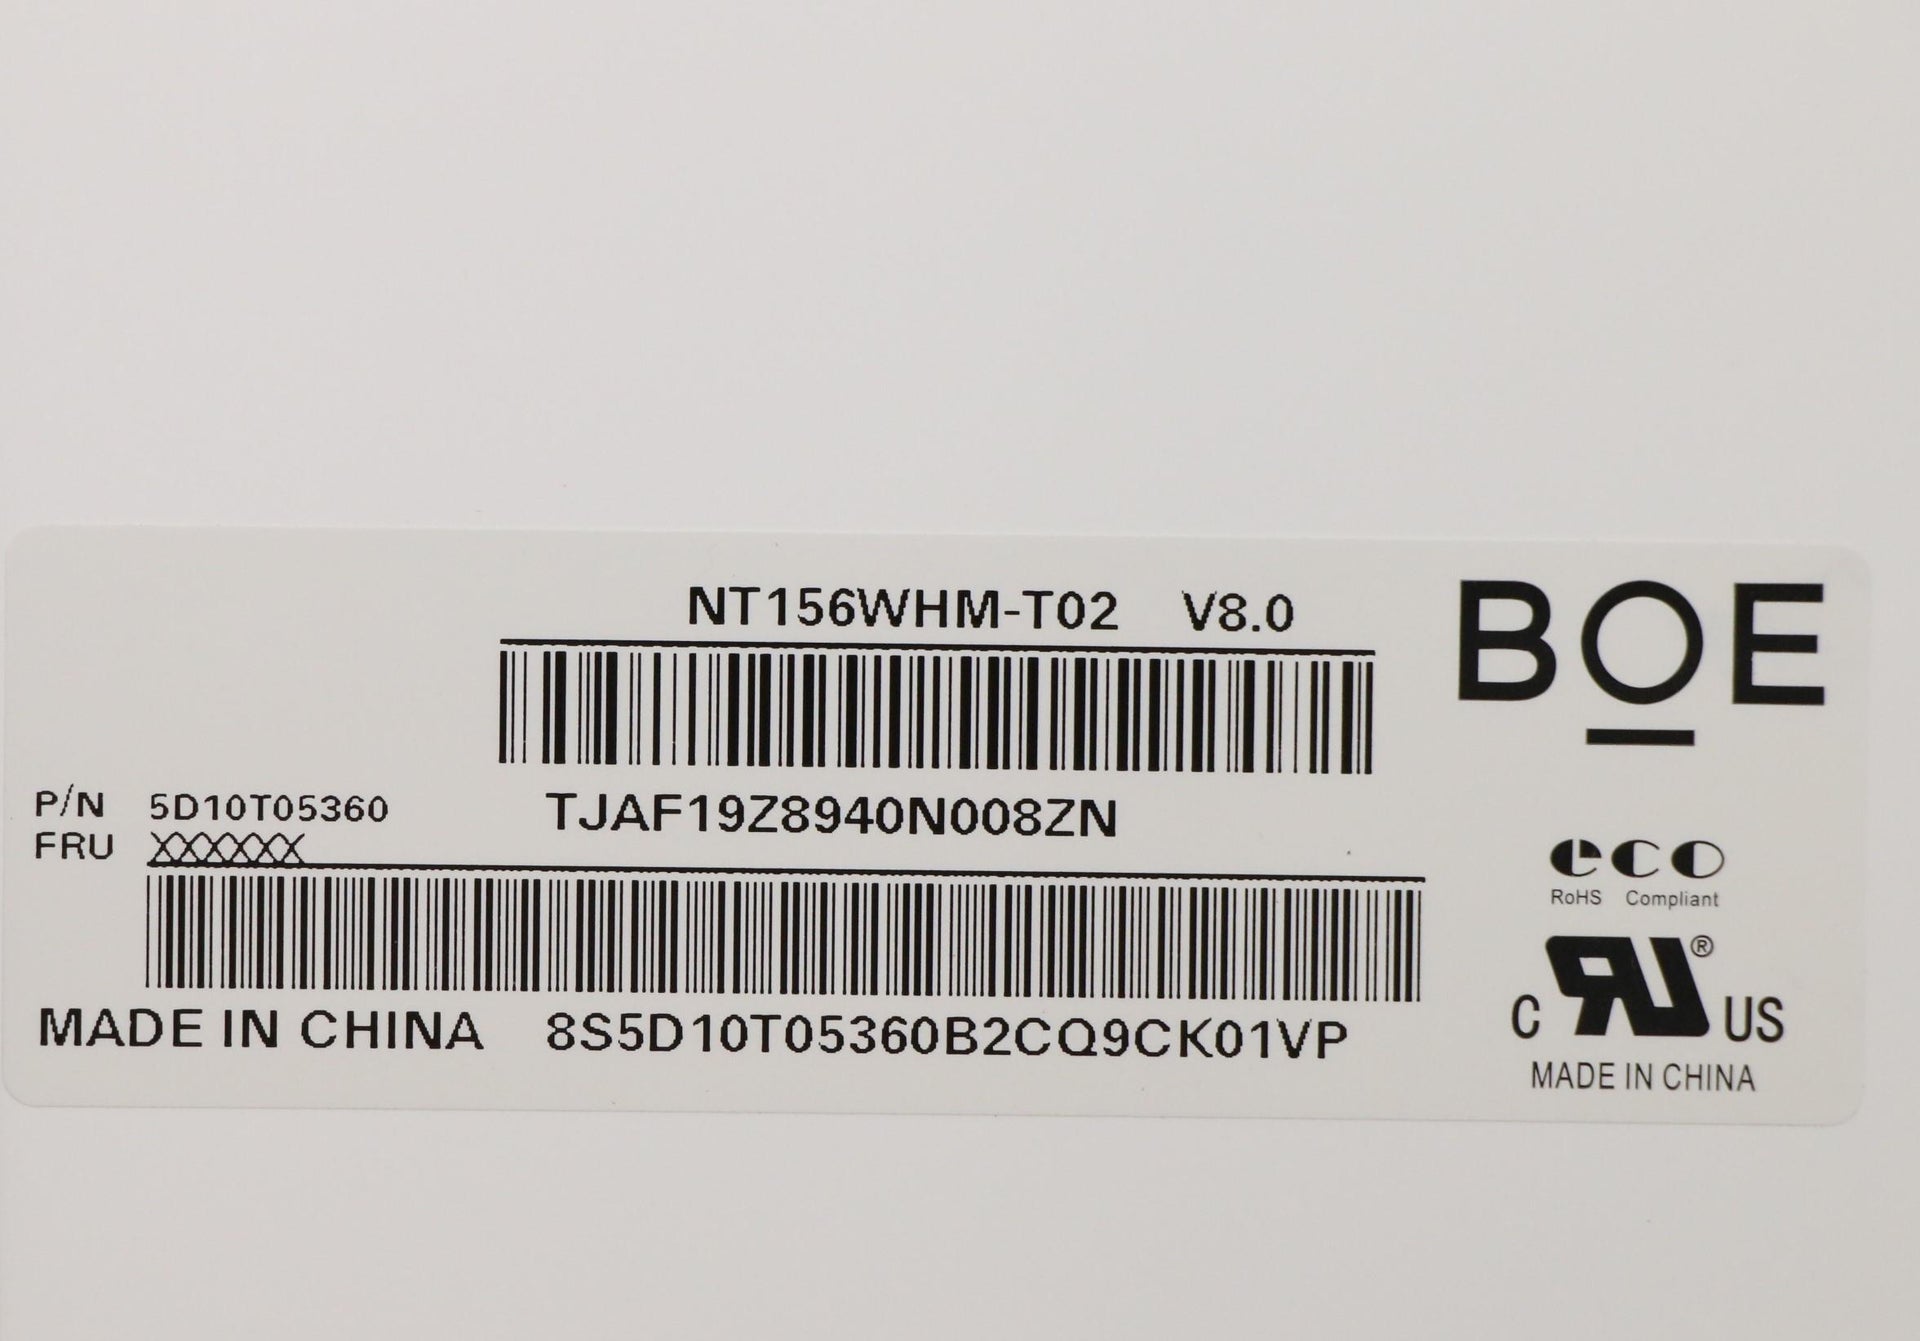 NT156WHM-T02 V8.0
BOE
TJAF19Z8940N008ZN
P/N 5D10T05360
FRU XXXXXX
MADE IN CHINA 8S5D10T05360B2CQ9CK01VP
eco
RoHS Compliant
C RU ® US
MADE IN CHINA